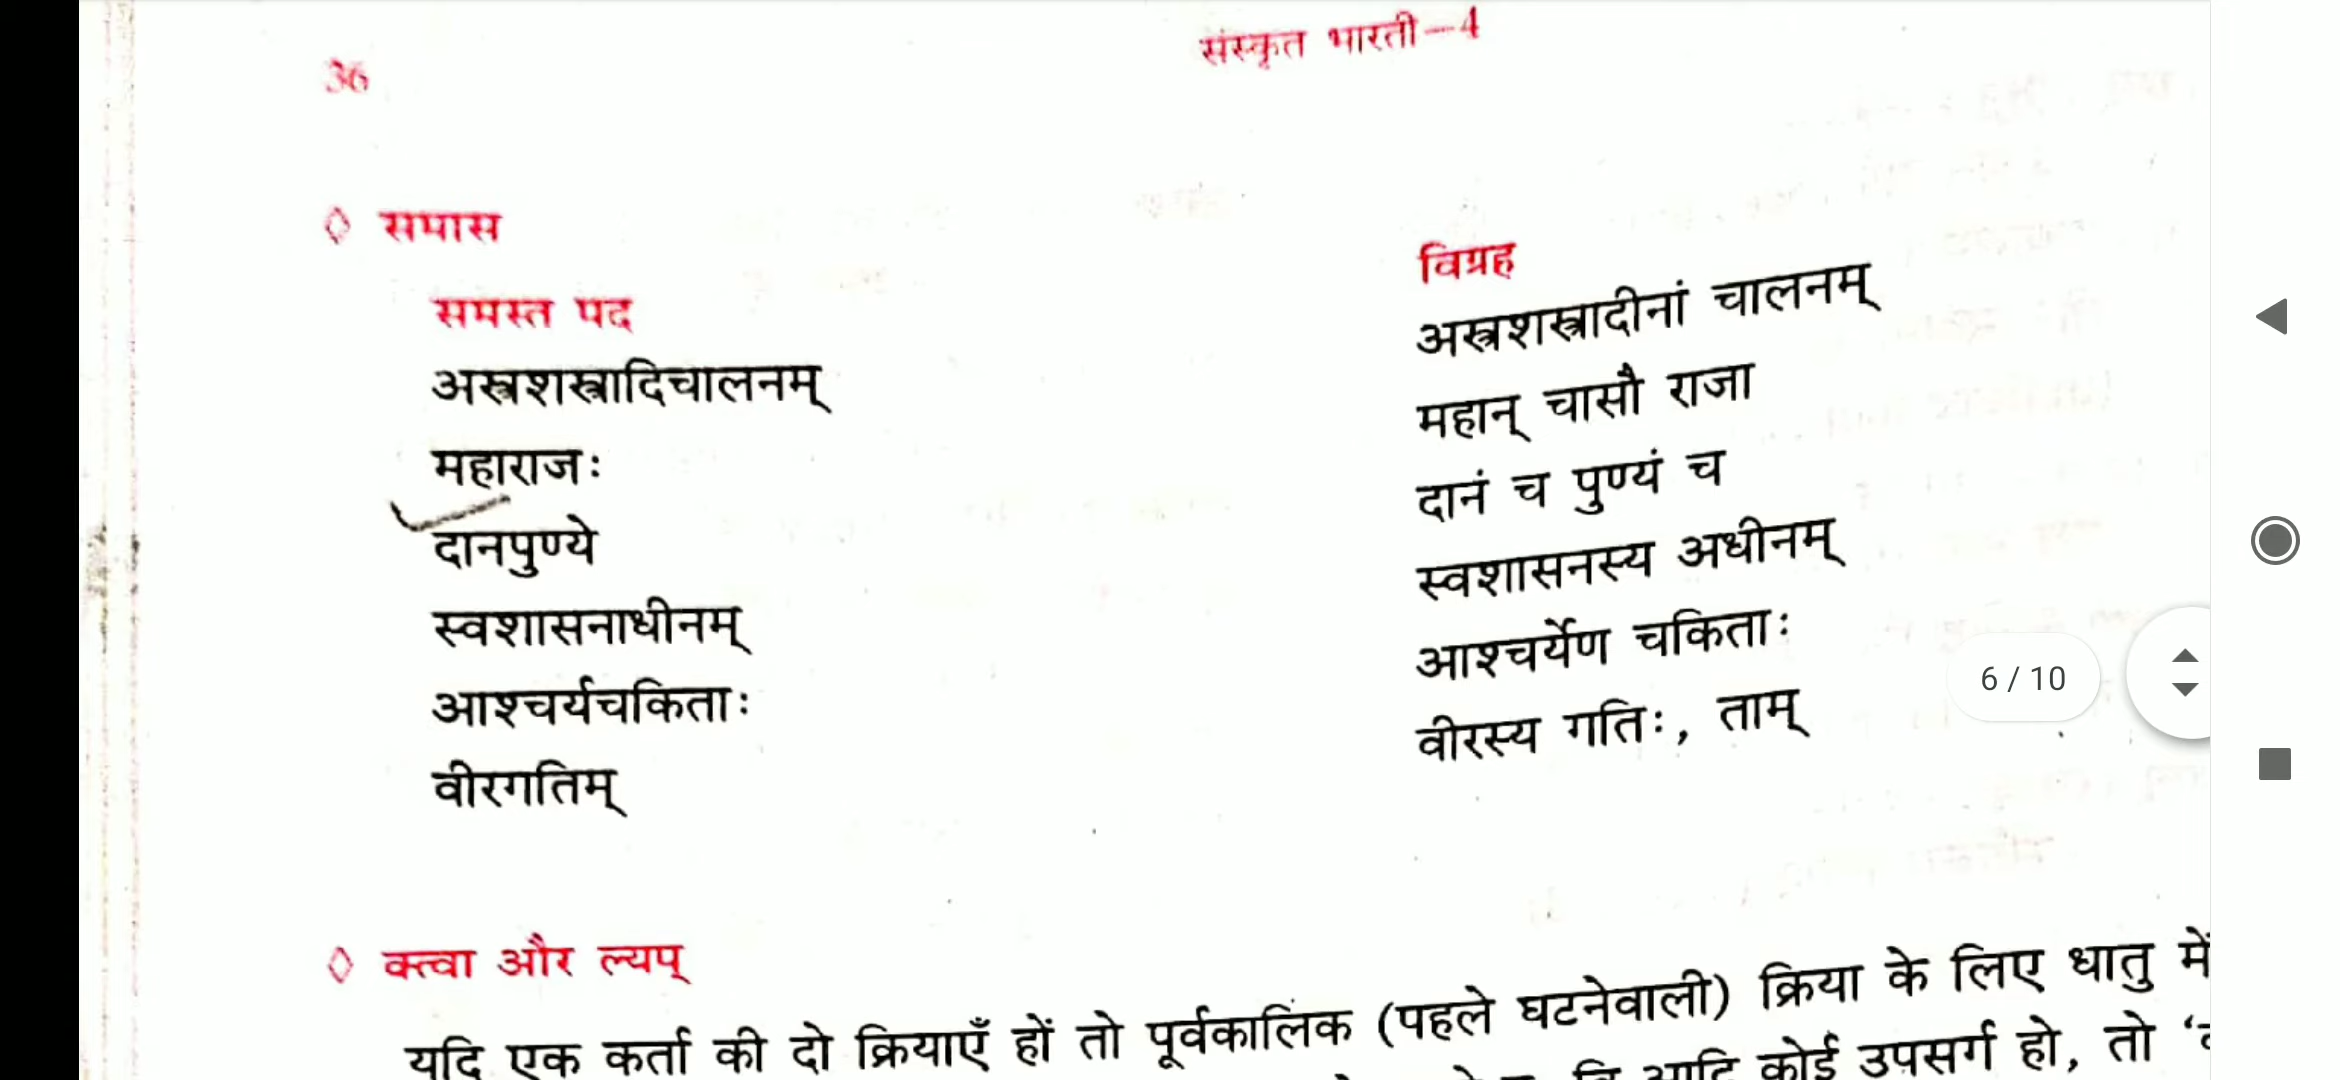 36
संस्कृत भारती–4
◊ समास
समस्त पद
विग्रह
अस्त्रशस्त्रादिचालनम्
अस्त्रशस्त्रादीनां चालनम्
महाराजः
महान् चासौ राजा
दानपुण्ये
दानं च पुण्यं च
स्वशासनाधीनम्
स्वशासनस्य अधीनम्
आश्चर्यचकिताः
आश्चर्येण चकिताः
वीरगतिम्
वीरस्य गतिः, ताम्
6 / 10
◊ क्त्वा और ल्यप्
यदि एक कर्ता की दो क्रियाएँ हों तो पूर्वकालिक (पहले घटनेवाली) क्रिया के लिए धातु में
आदि कोई उपसर्ग हो, तो